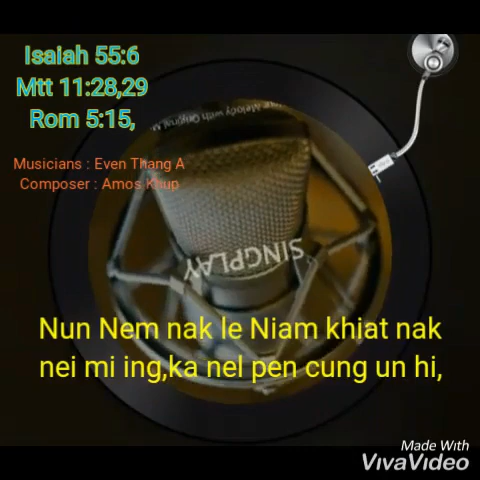 Isaiah 55:6
Mtt 11:28,29
Rom 5:15,
Musicians : Even Thang A
Composer : Amos Khup
SINGPLAY
Nun Nem nak le Niam khiat nak
nei mi ing,ka nel pen cung un hi,
Made With
VivaVideo